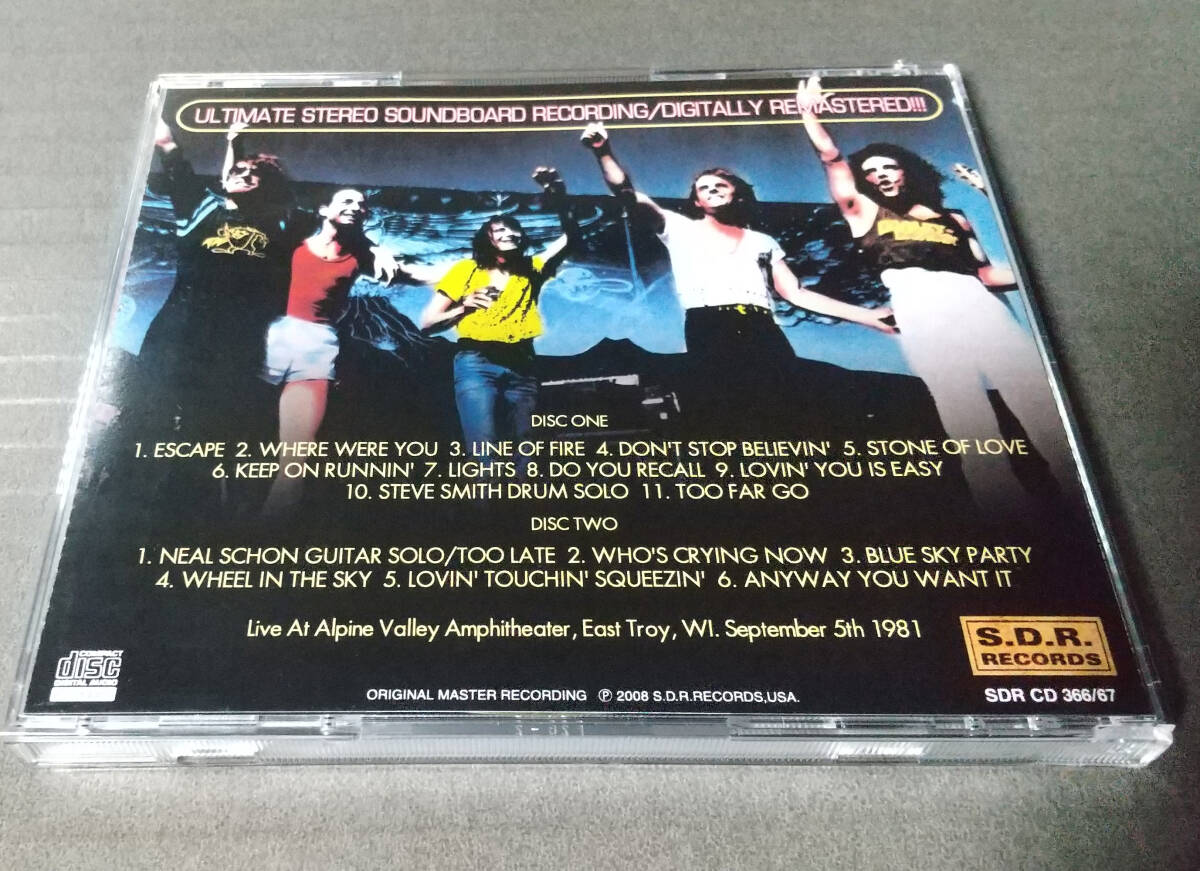 ULTIMATE STEREO SOUNDBOARD RECORDING/DIGITALLY REMASTERED!!!
DISC ONE
1. ESCAPE 2. WHERE WERE YOU 3. LINE OF FIRE 4. DON'T STOP BELIEVIN' 5. STONE OF LOVE
6. KEEP ON RUNNIN' 7. LIGHTS 8. DO YOU RECALL 9. LOVIN' YOU IS EASY
10. STEVE SMITH DRUM SOLO 11. TOO FAR GO
DISC TWO
1. NEAL SCHON GUITAR SOLO/TOO LATE 2. WHO'S CRYING NOW 3. BLUE SKY PARTY
4. WHEEL IN THE SKY 5. LOVIN' TOUCHIN' SQUEEZIN' 6. ANYWAY YOU WANT IT
Live At Alpine Valley Amphitheater, East Troy, WI. September 5th 1981
S.D.R.
RECORDS
COMPACT
disc
DIGITAL AUDIO
ORIGINAL MASTER RECORDING ℗ 2008 S.D.R.RECORDS,USA.
SDR CD 366/67